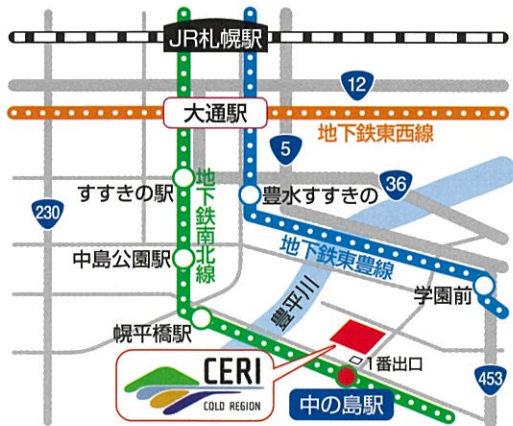 JR札幌駅
12
大通駅
地下鉄東西線
5
すすきの駅
地下鉄南北線
豊水すすきの
36
230
中島公園駅
地下鉄東豊線
学園前
豊平川
幌平橋駅
1番出口
CERI
COLD REGION
中の島駅
453